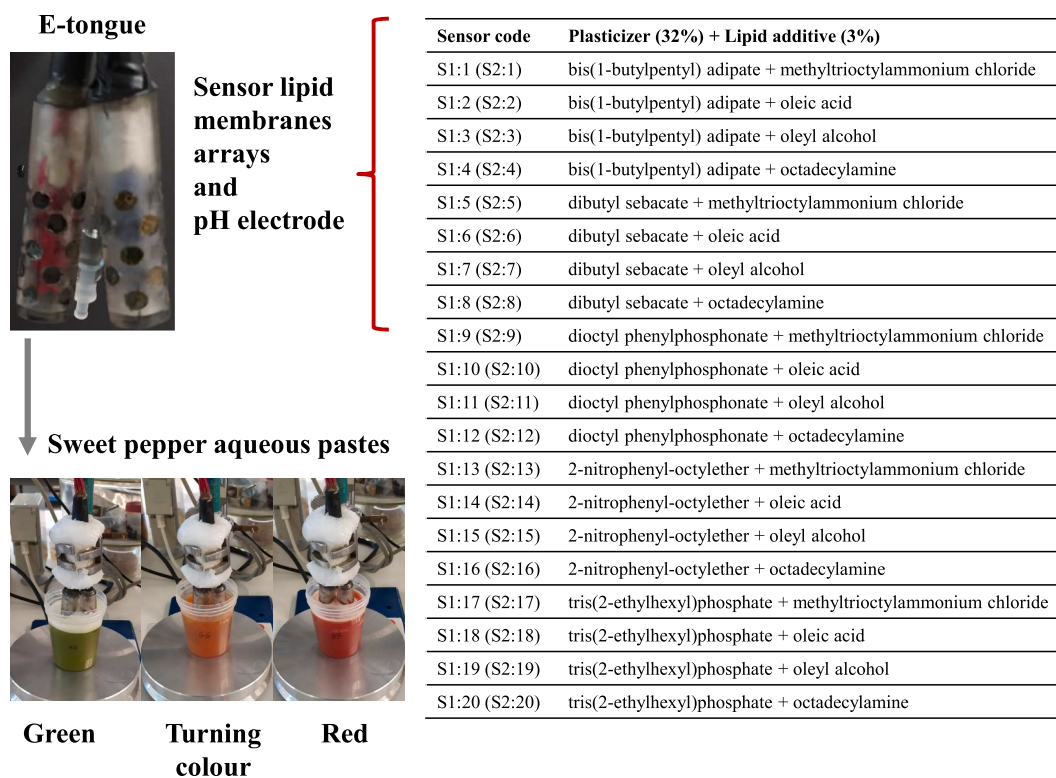 E-tongue
Sensor lipid
membranes
arrays
and
pH electrode
Sensor code Plasticizer (32%) + Lipid additive (3%)
S1:1 (S2:1) bis(1-butylpentyl) adipate + methyltrioctylammonium chloride
S1:2 (S2:2) bis(1-butylpentyl) adipate + oleic acid
S1:3 (S2:3) bis(1-butylpentyl) adipate + oleyl alcohol
S1:4 (S2:4) bis(1-butylpentyl) adipate + octadecylamine
S1:5 (S2:5) dibutyl sebacate + methyltrioctylammonium chloride
S1:6 (S2:6) dibutyl sebacate + oleic acid
S1:7 (S2:7) dibutyl sebacate + oleyl alcohol
S1:8 (S2:8) dibutyl sebacate + octadecylamine
S1:9 (S2:9) dioctyl phenylphosphonate + methyltrioctylammonium chloride
S1:10 (S2:10) dioctyl phenylphosphonate + oleic acid
S1:11 (S2:11) dioctyl phenylphosphonate + oleyl alcohol
S1:12 (S2:12) dioctyl phenylphosphonate + octadecylamine
S1:13 (S2:13) 2-nitrophenyl-octylether + methyltrioctylammonium chloride
S1:14 (S2:14) 2-nitrophenyl-octylether + oleic acid
S1:15 (S2:15) 2-nitrophenyl-octylether + oleyl alcohol
S1:16 (S2:16) 2-nitrophenyl-octylether + octadecylamine
S1:17 (S2:17) tris(2-ethylhexyl)phosphate + methyltrioctylammonium chloride
S1:18 (S2:18) tris(2-ethylhexyl)phosphate + oleic acid
S1:19 (S2:19) tris(2-ethylhexyl)phosphate + oleyl alcohol
S1:20 (S2:20) tris(2-ethylhexyl)phosphate + octadecylamine
Sweet pepper aqueous pastes
Green
Turning
colour
Red